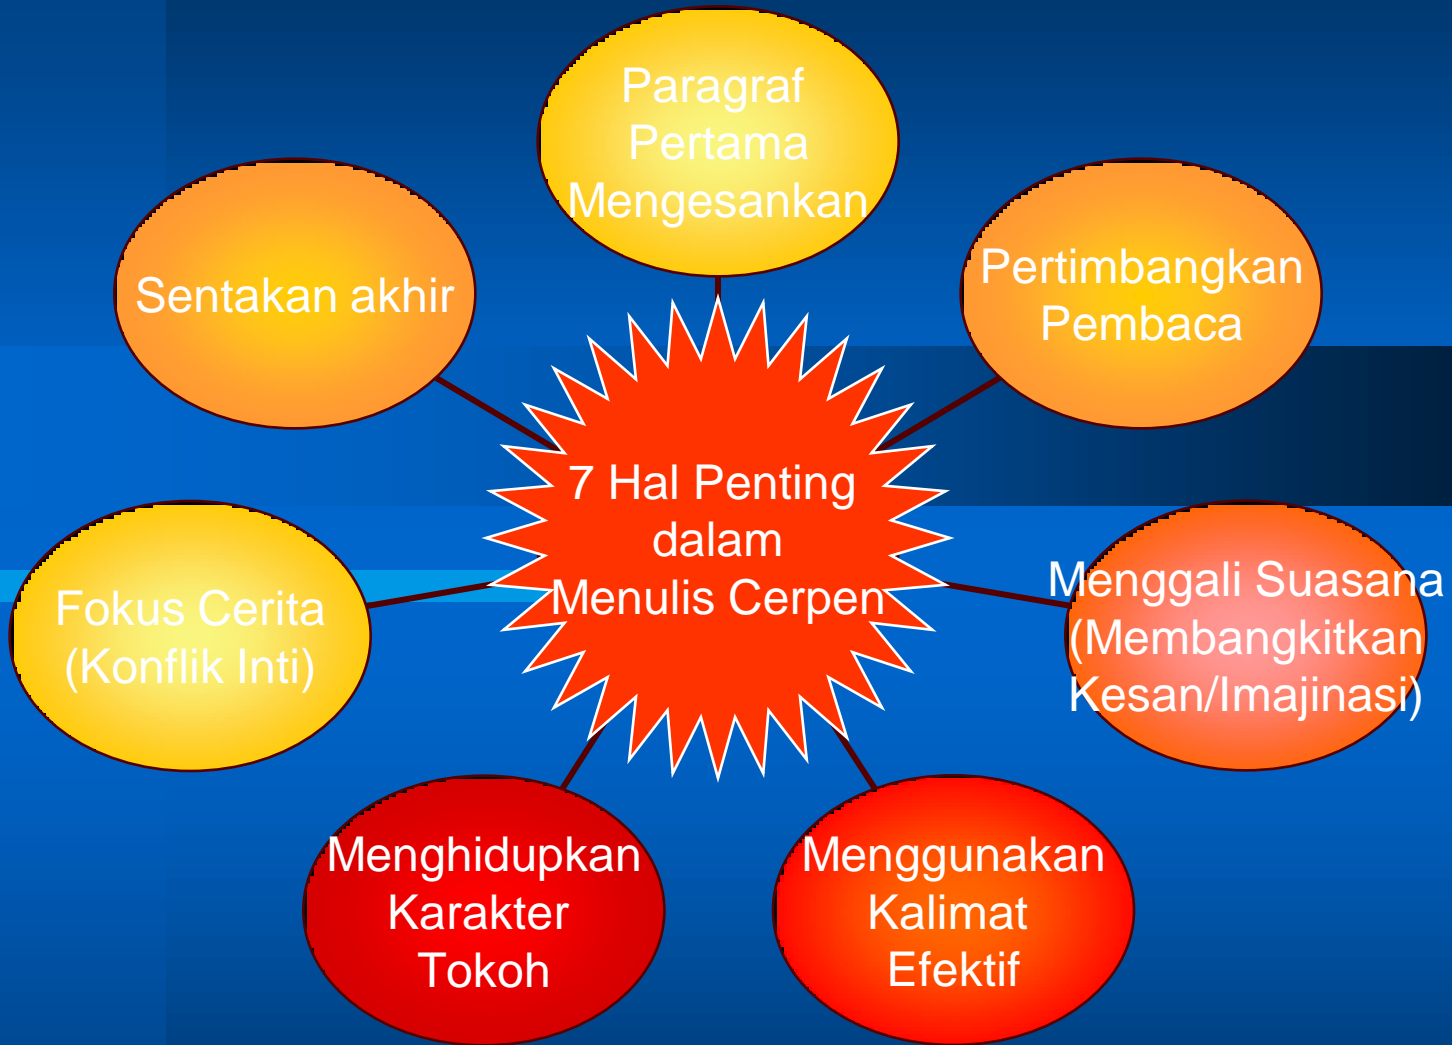 Paragraf
Pertama
Mengesankan
Pertimbangkan
Pembaca
Menggali Suasana
(Membangkitkan
Kesan/Imajinasi)
Menggunakan
Kalimat
Efektif
Menghidupkan
Karakter
Tokoh
Fokus Cerita
(Konflik Inti)
Sentakan akhir
7 Hal Penting
dalam
Menulis Cerpen